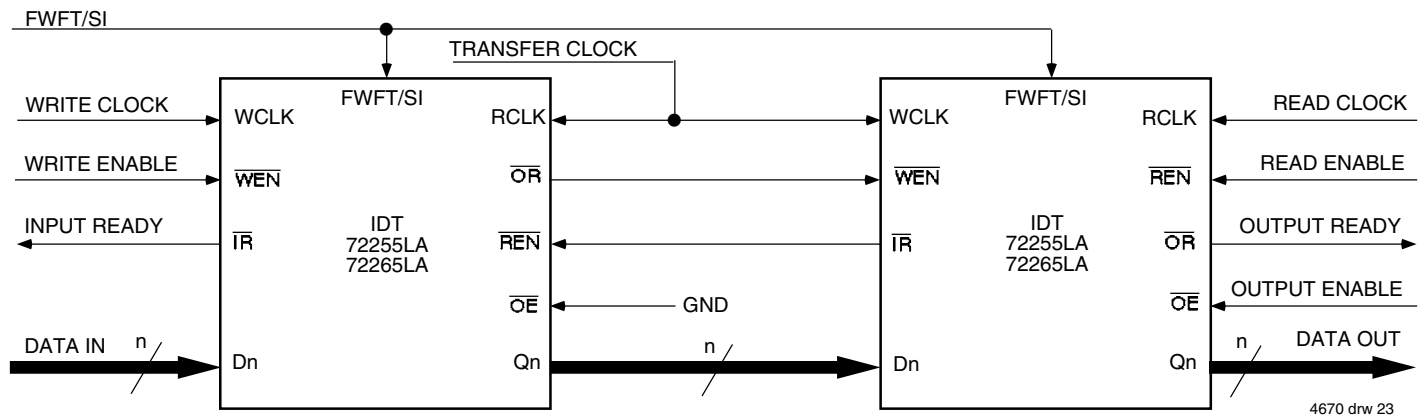 FWFT/SI
TRANSFER CLOCK
FWFT/SI
FWFT/SI
WRITE CLOCK
WCLK
RCLK
WCLK
RCLK
READ CLOCK
WRITE ENABLE
WEN
OR
WEN
REN
READ ENABLE
INPUT READY
IR
IDT
72255LA
72265LA
REN
IR
IDT
72255LA
72265LA
OR
OUTPUT READY
OE
GND
OE
OUTPUT ENABLE
DATA IN
n
Dn
Qn
n
Dn
Qn
n
DATA OUT
4670 drw 23